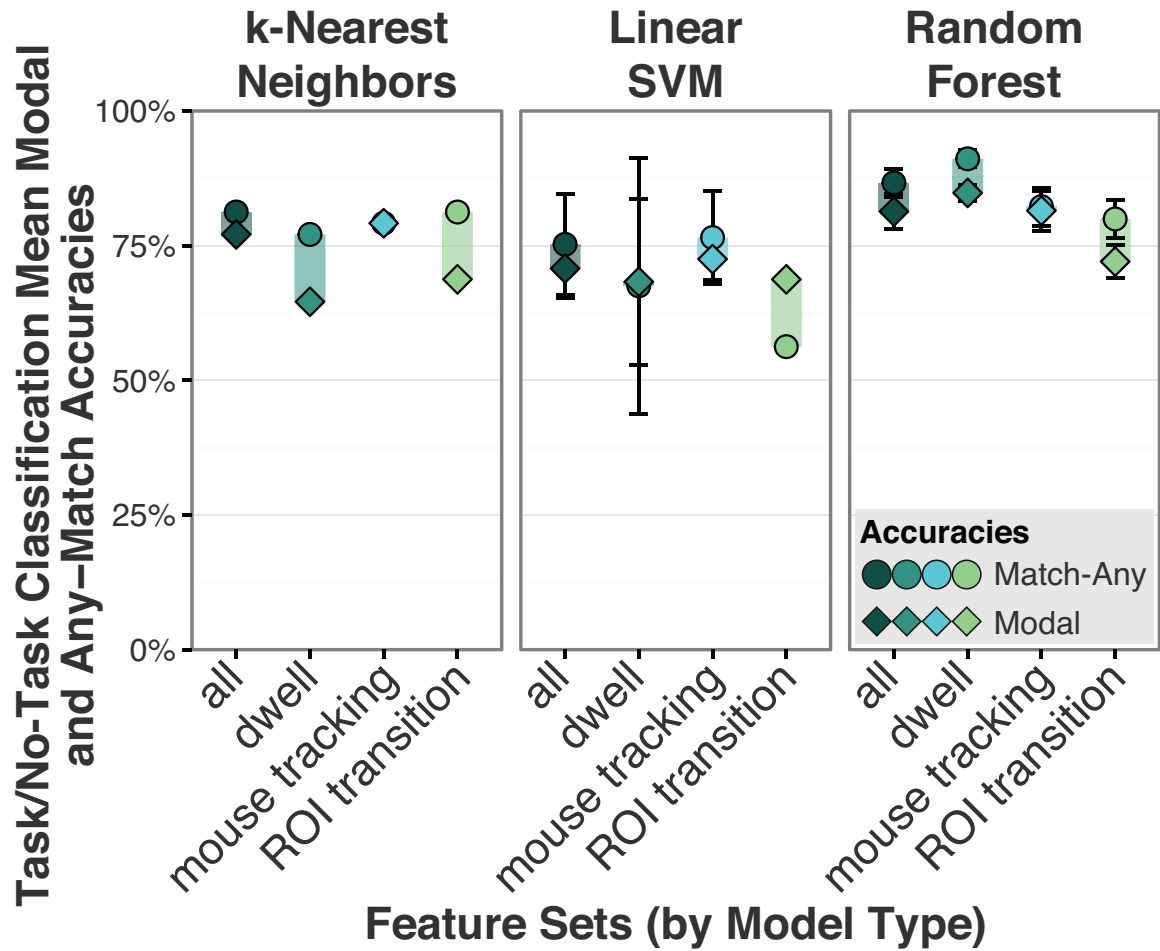 k-Nearest
Neighbors
Linear
SVM
Random
Forest
Task/No-Task Classification Mean Modal
and Any−Match Accuracies
100%
75%
50%
25%
0%
Accuracies
Match-Any
Modal
all
dwell
mouse tracking
ROI transition
all
dwell
mouse tracking
ROI transition
all
dwell
mouse tracking
ROI transition
Feature Sets (by Model Type)